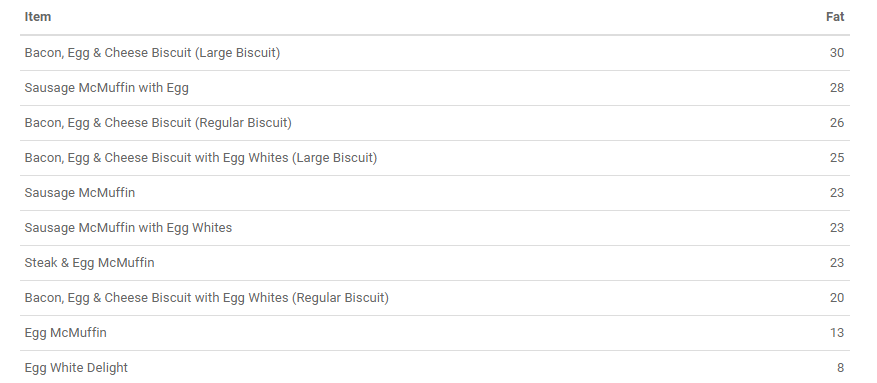 Item Fat
Bacon, Egg & Cheese Biscuit (Large Biscuit) 30
Sausage McMuffin with Egg 28
Bacon, Egg & Cheese Biscuit (Regular Biscuit) 26
Bacon, Egg & Cheese Biscuit with Egg Whites (Large Biscuit) 25
Sausage McMuffin 23
Sausage McMuffin with Egg Whites 23
Steak & Egg McMuffin 23
Bacon, Egg & Cheese Biscuit with Egg Whites (Regular Biscuit) 20
Egg McMuffin 13
Egg White Delight 8